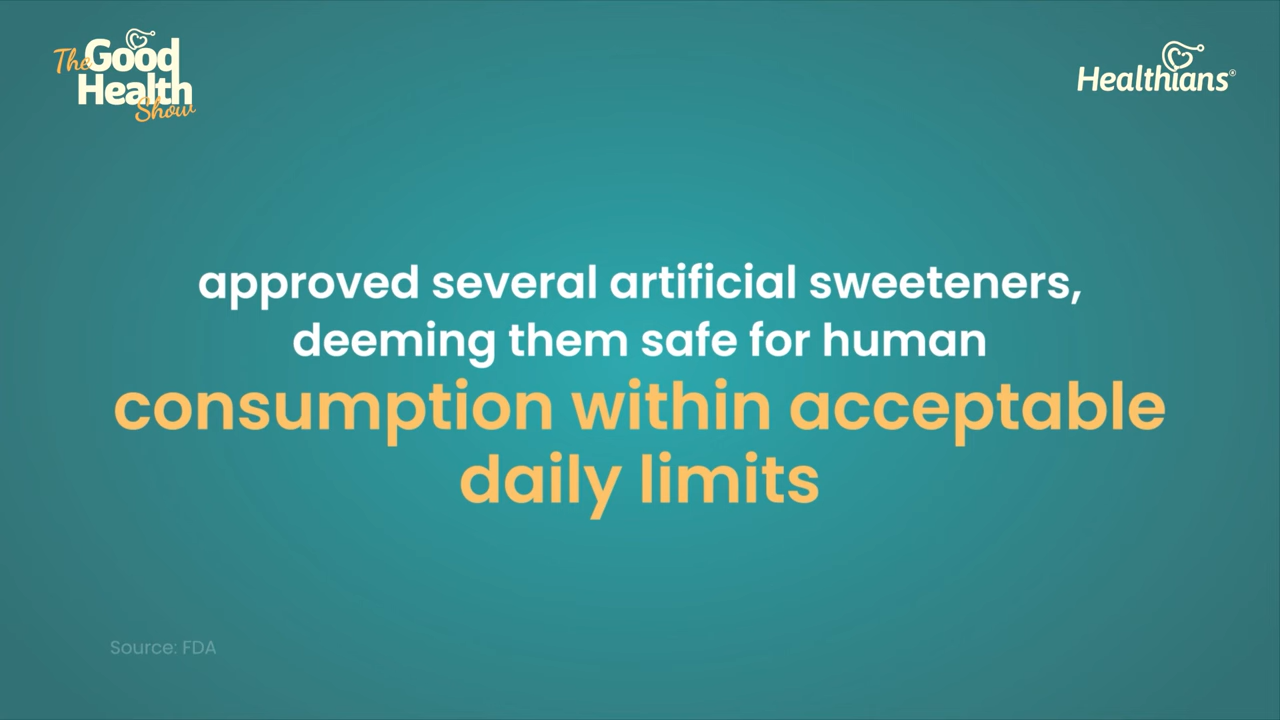 The Good
Health
Show
Healthians®
approved several artificial sweeteners,
deeming them safe for human
consumption within acceptable
daily limits
Source: FDA